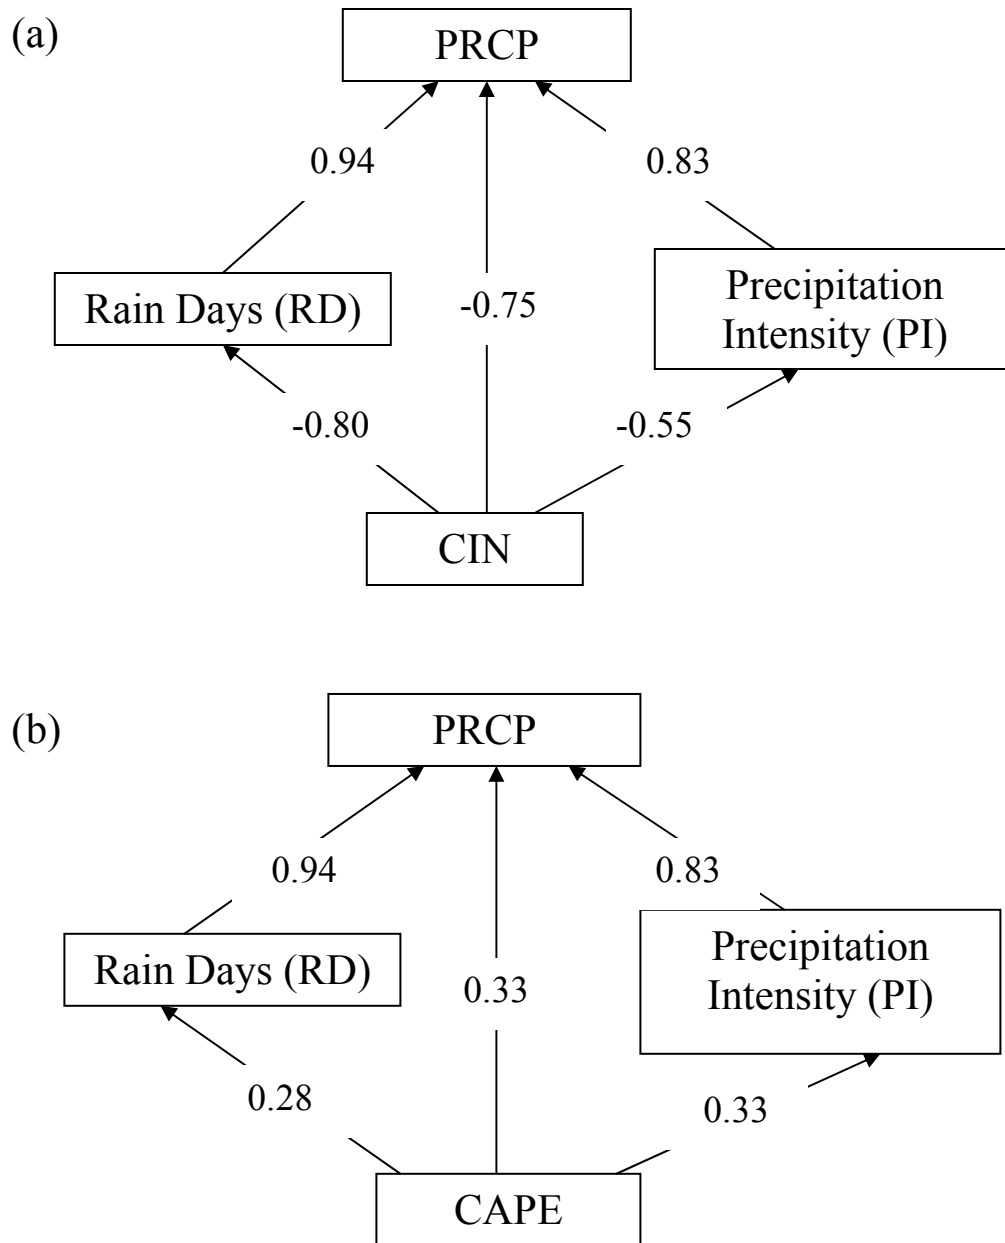 (a)
PRCP
0.94
0.83
Rain Days (RD)
-0.75
Precipitation
Intensity (PI)
-0.80
-0.55
CIN
(b)
PRCP
0.94
0.83
Rain Days (RD)
0.33
Precipitation
Intensity (PI)
0.28
0.33
CAPE